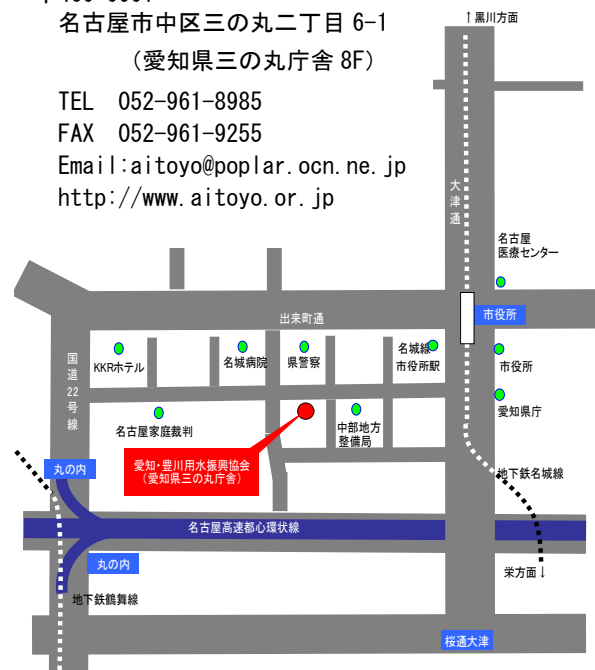 名古屋市中区三の丸二丁目 6-1
（愛知県三の丸庁舎 8F）
TEL 052-961-8985
FAX 052-961-9255
Email:aitoyo@poplar.ocn.ne.jp
http://www.aitoyo.or.jp
↑黒川方面
大津通
名古屋
医療センター
出来町通
市役所
国道22号線
KKRホテル
名城病院
県警察
名城線
市役所駅
市役所
愛知県庁
名古屋家庭裁判
中部地方
整備局
愛知・豊川用水振興協会
（愛知県三の丸庁舎）
丸の内
地下鉄名城線
名古屋高速都心環状線
丸の内
栄方面↓
地下鉄鶴舞線
桜通大津